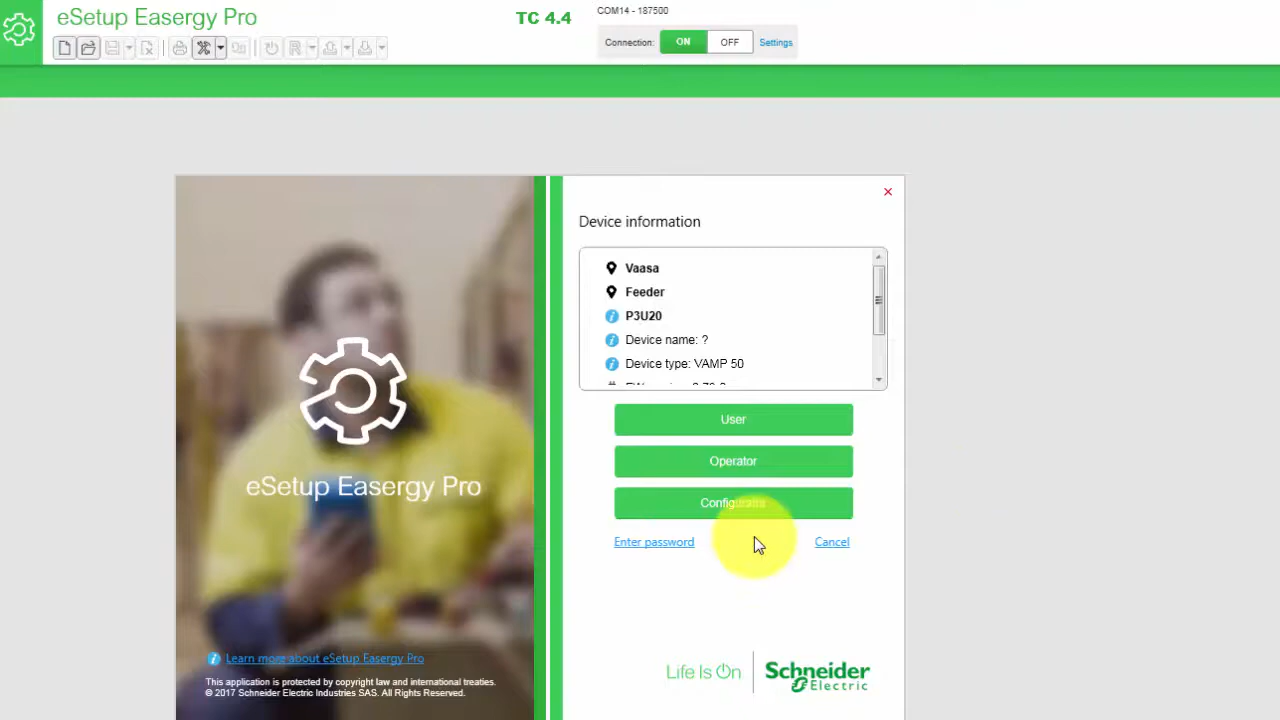 eSetup Easergy Pro
TC 4.4
COM14 - 187500
Connection: ON OFF Settings
Device information
Vaasa
Feeder
P3U20
Device name: ?
Device type: VAMP 50
User
Operator
Configurator
Enter password
Cancel
eSetup Easergy Pro
Learn more about eSetup Easergy Pro
This application is protected by copyright law and international treaties.
© 2017 Schneider Electric Industries SAS. All Rights Reserved.
Life Is On
Schneider
Electric